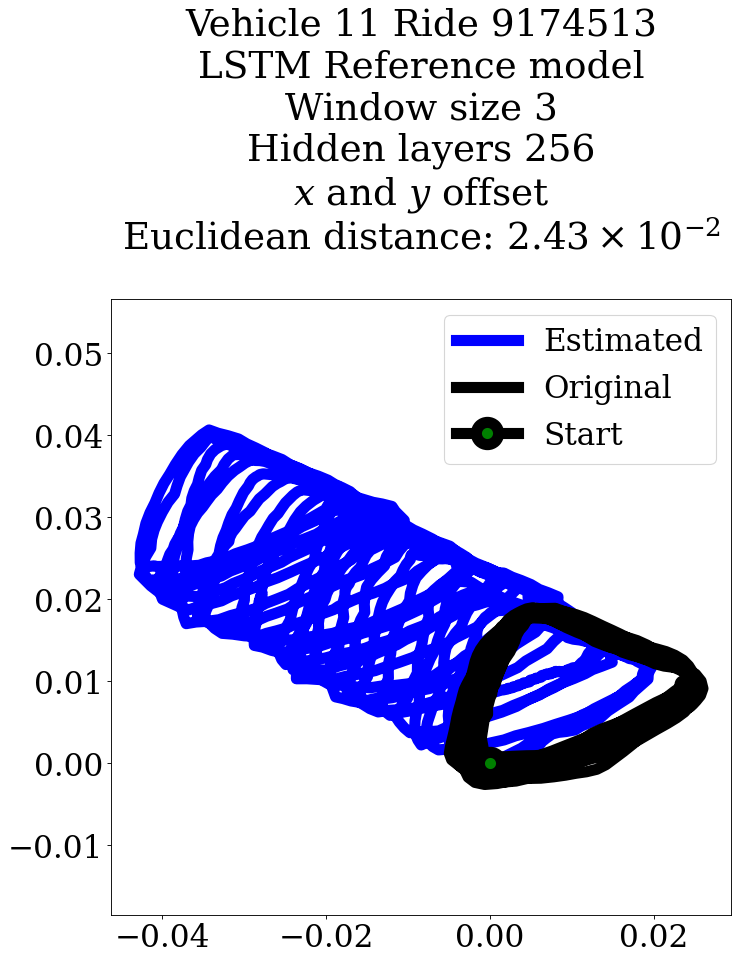 Vehicle 11 Ride 9174513
LSTM Reference model
Window size 3
Hidden layers 256
x and y offset
Euclidean distance: 2.43 × 10⁻²
Estimated
Original
Start
0.05
0.04
0.03
0.02
0.01
0.00
−0.01
−0.04
−0.02
0.00
0.02